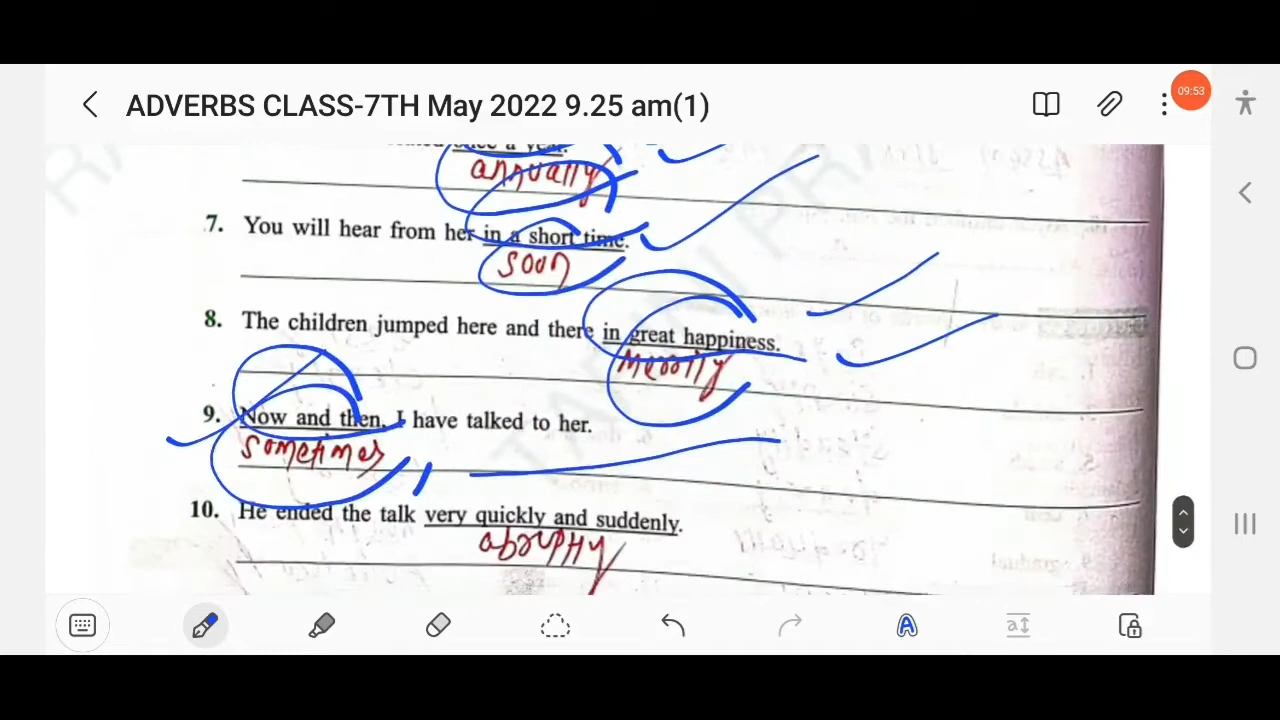 ADVERBS CLASS-7TH May 2022 9.25 am(1)
09:53
once a year.
annually
7. You will hear from her in a short time.
soon
8. The children jumped here and there in great happiness.
merrily
9. Now and then, I have talked to her.
sometimes
10. He ended the talk very quickly and suddenly.
abruptly